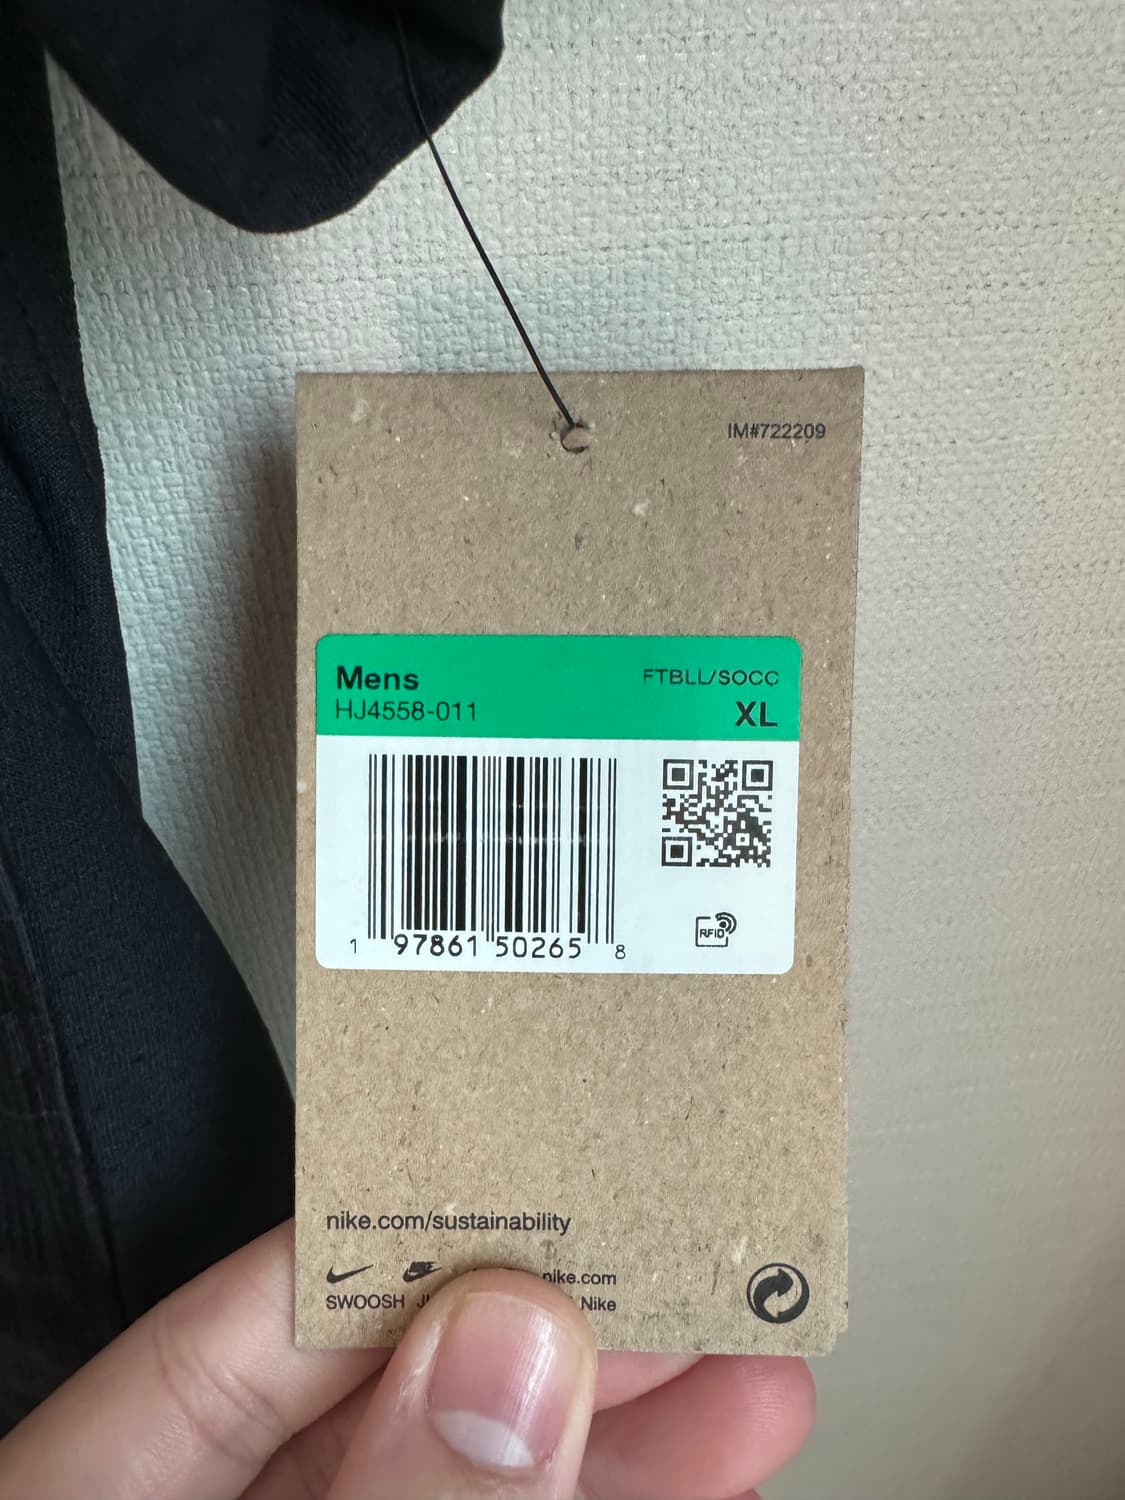 IM#722209
Mens
FTBLL/SOCC
HJ4558-011
XL
1 97861 50265 8
RFID
nike.com/sustainability
nike.com
SWOOSH
Nike